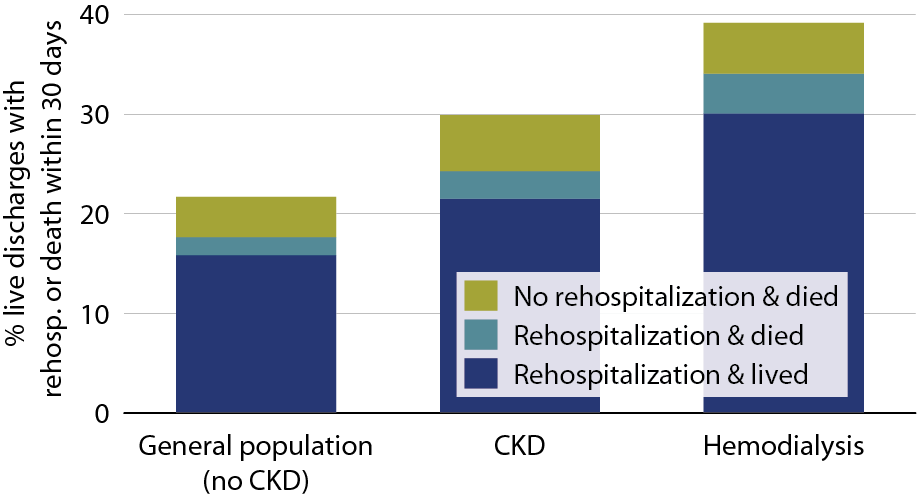 % live discharges with
rehosp. or death within 30 days
40
30
20
10
0
No rehospitalization & died
Rehospitalization & died
Rehospitalization & lived
General population
(no CKD)
CKD
Hemodialysis